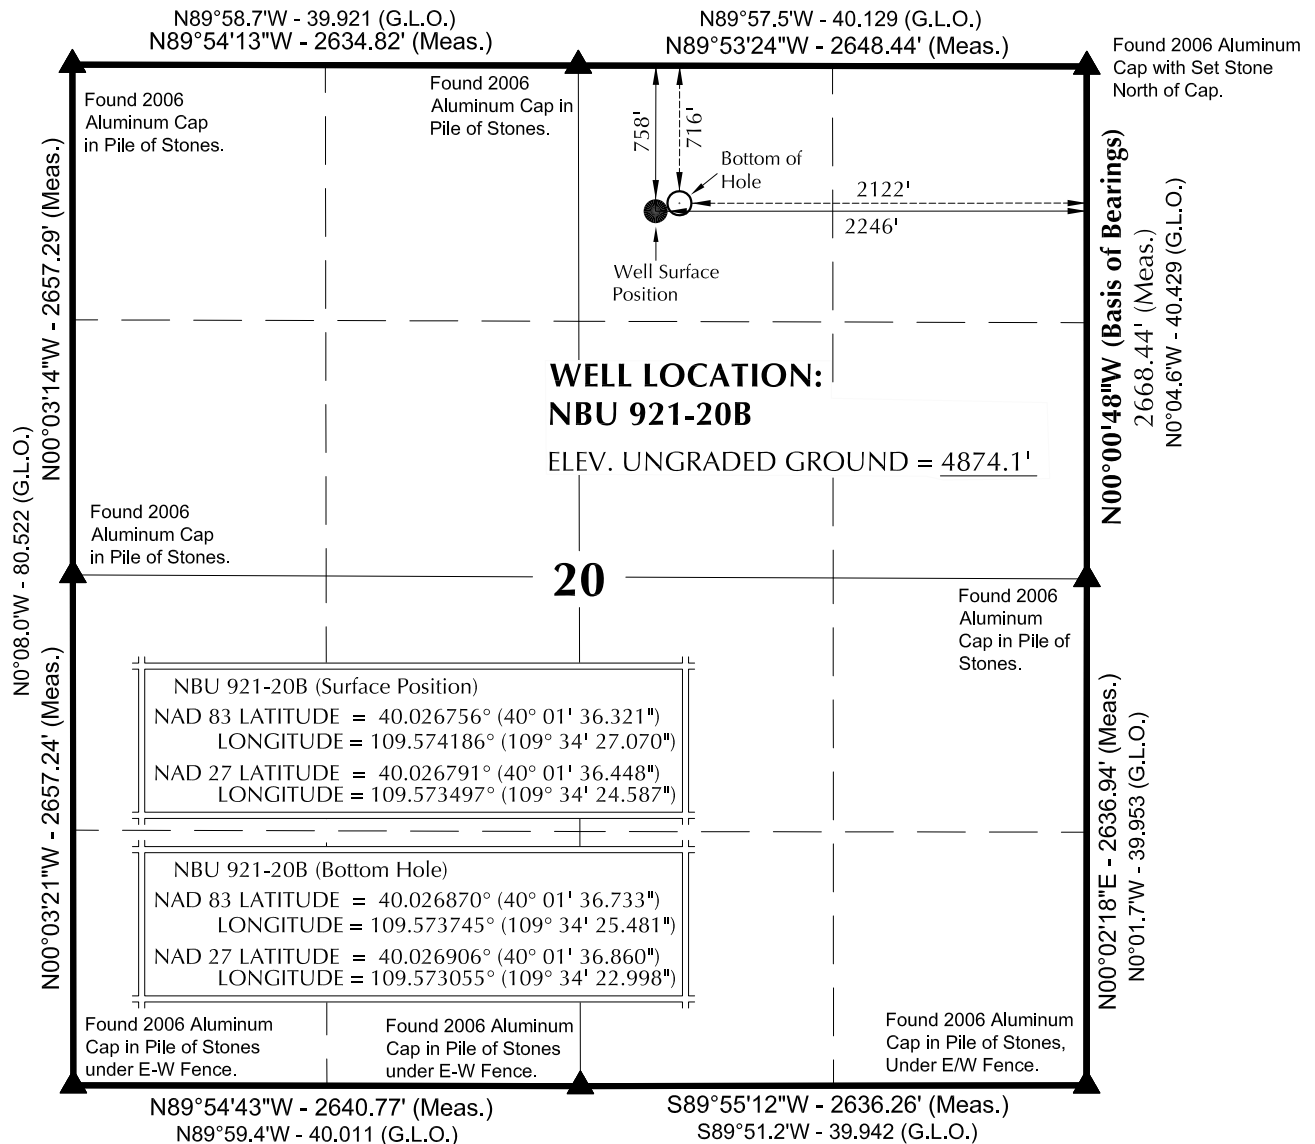 N89°58.7'W - 39.921 (G.L.O.)
N89°54'13"W - 2634.82' (Meas.)
N89°57.5'W - 40.129 (G.L.O.)
N89°53'24"W - 2648.44' (Meas.)
Found 2006 Aluminum
Cap with Set Stone
North of Cap.
Found 2006
Aluminum Cap
in Pile of Stones.
Found 2006
Aluminum Cap in
Pile of Stones.
758'
716'
Bottom of
Hole
2122'
2246'
Well Surface
Position
N00°03'14"W - 2657.29' (Meas.)
N00°00'48"W (Basis of Bearings)
2668.44' (Meas.)
N0°04.6'W - 40.429 (G.L.O.)
WELL LOCATION:
NBU 921-20B
ELEV. UNGRADED GROUND = 4874.1'
N0°08.0'W - 80.522 (G.L.O.)
Found 2006
Aluminum Cap
in Pile of Stones.
20
Found 2006
Aluminum
Cap in Pile of
Stones.
N00°03'21"W - 2657.24' (Meas.)
NBU 921-20B (Surface Position)
NAD 83 LATITUDE = 40.026756° (40° 01' 36.321")
LONGITUDE = 109.574186° (109° 34' 27.070")
NAD 27 LATITUDE = 40.026791° (40° 01' 36.448")
LONGITUDE = 109.573497° (109° 34' 24.587")
NBU 921-20B (Bottom Hole)
NAD 83 LATITUDE = 40.026870° (40° 01' 36.733")
LONGITUDE = 109.573745° (109° 34' 25.481")
NAD 27 LATITUDE = 40.026906° (40° 01' 36.860")
LONGITUDE = 109.573055° (109° 34' 22.998")
N00°02'18"E - 2636.94' (Meas.)
N0°01.7'W - 39.953 (G.L.O.)
Found 2006 Aluminum
Cap in Pile of Stones
under E-W Fence.
Found 2006 Aluminum
Cap in Pile of Stones
under E-W Fence.
Found 2006 Aluminum
Cap in Pile of Stones,
Under E/W Fence.
N89°54'43"W - 2640.77' (Meas.)
N89°59.4'W - 40.011 (G.L.O.)
S89°55'12"W - 2636.26' (Meas.)
S89°51.2'W - 39.942 (G.L.O.)